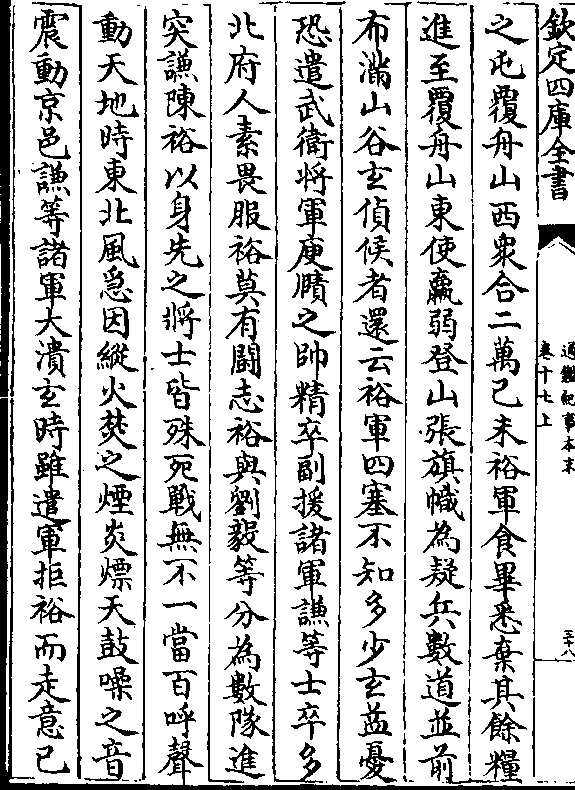 欽定四庫全書
通鑑紀事本末
卷十七上
三十八
之屯覆舟山西衆合二萬己未裕軍食畢悉棄其餘糧
進至覆舟山東使羸弱登山張旗幟為疑兵數道並前
布滿山谷玄偵候者還云裕軍四塞不知多少玄益憂
恐遣武衛將軍庾賾之帥精卒副援諸軍謙等士卒多
北府人素畏服裕莫有鬭志裕與劉毅等分為數隊進
突謙陳裕以身先之將士皆殊死戰無不一當百呼聲
動天地時東北風急因縱火焚之煙炎熛天鼓噪之音
震動京邑謙等諸軍大潰玄時雖遣軍拒裕而走意已